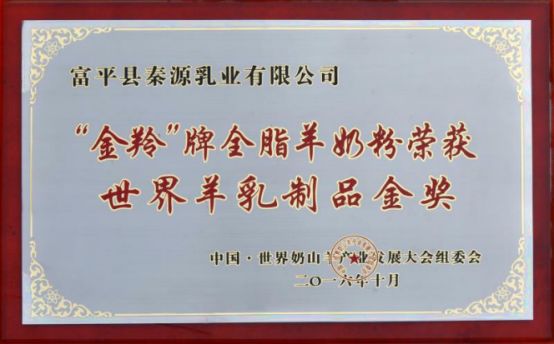 富平县秦源乳业有限公司
“金羚”牌全脂羊奶粉荣获
世界羊乳制品金奖
中国·世界奶山羊产业发展大会组委会
二〇一六年十月